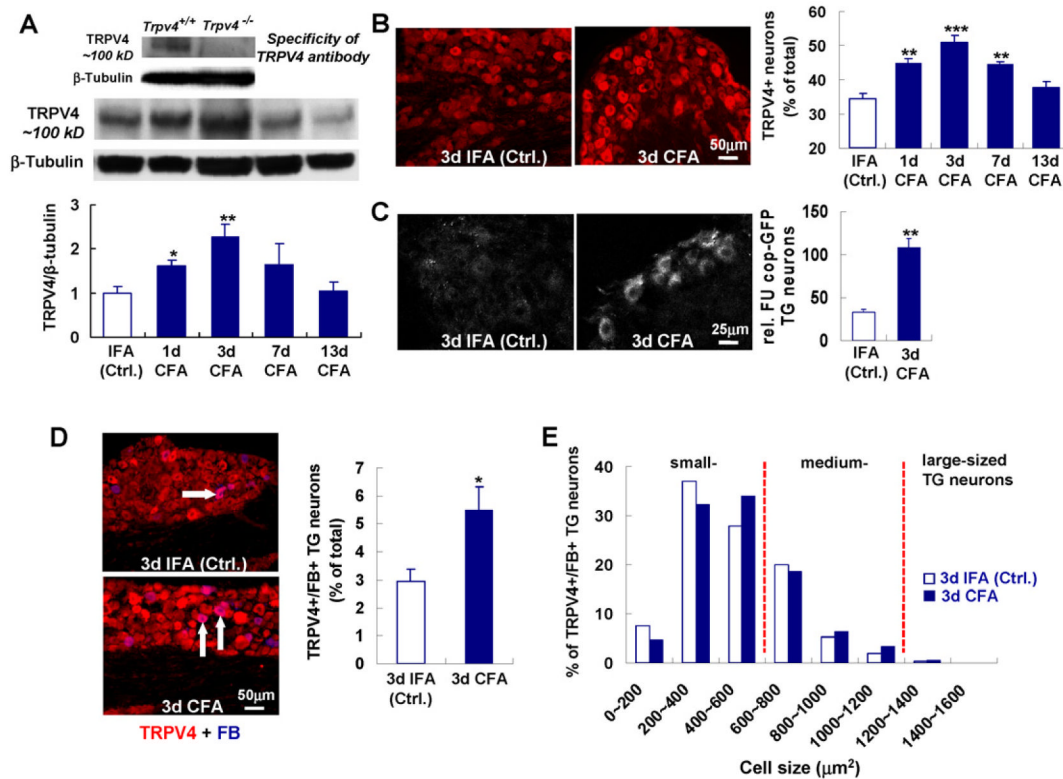 A
Trpv4+/+ Trpv4 -/-
TRPV4
~100 kD
Specificity of
TRPV4 antibody
β-Tubulin
TRPV4
~100 kD
β-Tubulin
TRPV4/β-tubulin
3
2
1
0
* **
IFA
(Ctrl.)
1d
CFA
3d
CFA
7d
CFA
13d
CFA
B
3d IFA (Ctrl.)
3d CFA
50μm
TRPV4+ neurons
(% of total)
60
50
40
30
20
** *** **
IFA
(Ctrl.)
1d
CFA
3d
CFA
7d
CFA
13d
CFA
C
3d IFA (Ctrl.)
3d CFA
25μm
rel. FU cop-GFP
TG neurons
150
100
50
0
**
IFA
(Ctrl.)
3d
CFA
D
3d IFA (Ctrl.)
3d CFA
50μm
TRPV4 + FB
TRPV4+/FB+ TG neurons
(% of total)
7
6
5
4
3
2
1
0
*
3d IFA
(Ctrl.)
3d CFA
E
% of TRPV4+/FB+ TG neurons
40
30
20
10
0
small-
medium-
large-sized
TG neurons
3d IFA (Ctrl.)
3d CFA
0~200
200~400
400~600
600~800
800~1000
1000~1200
1200~1400
1400~1600
Cell size (μm2)